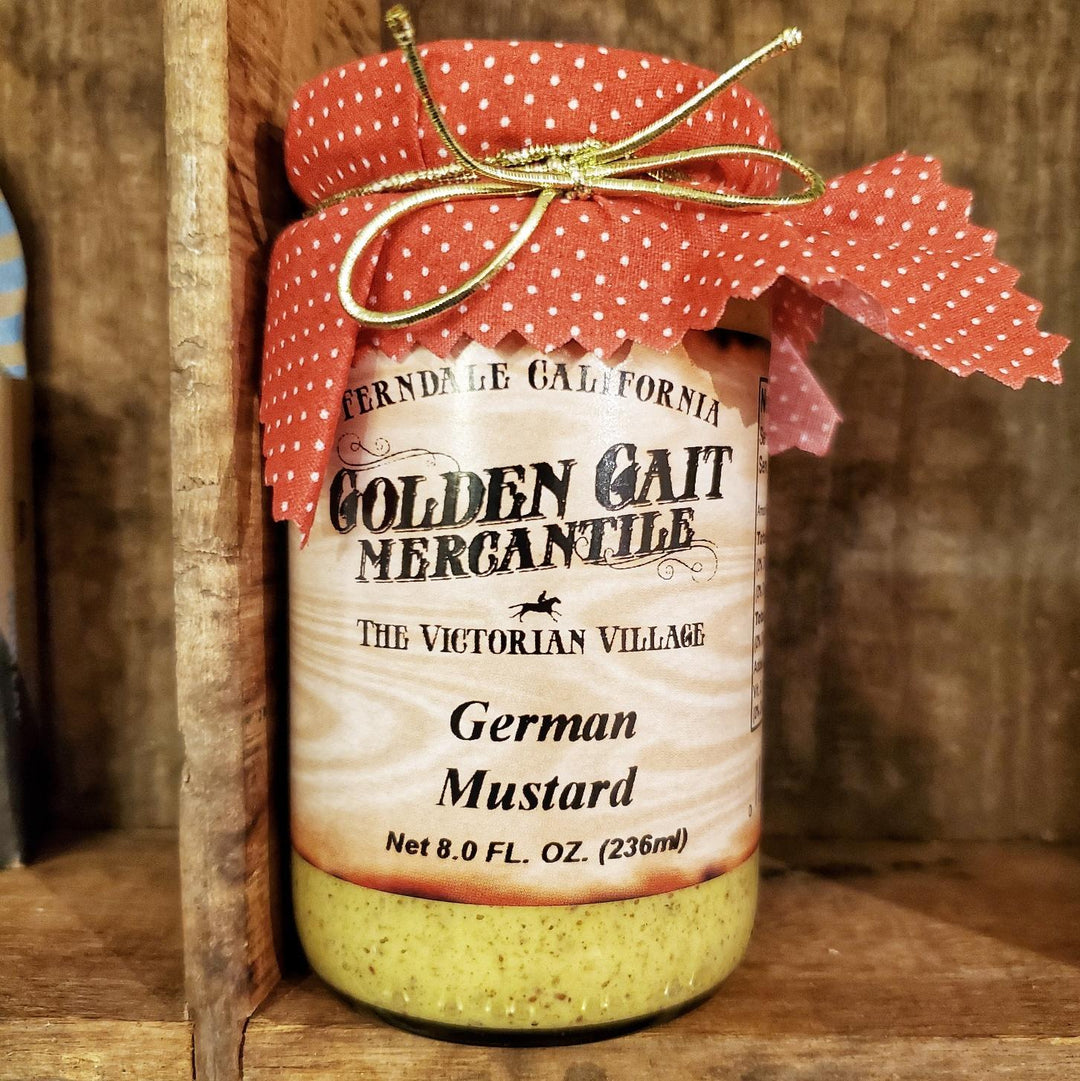 FERNDALE CALIFORNIA
GOLDEN GAIT
MERCANTILE
THE VICTORIAN VILLAGE
German
Mustard
Net 8.0 FL. OZ. (236ml)